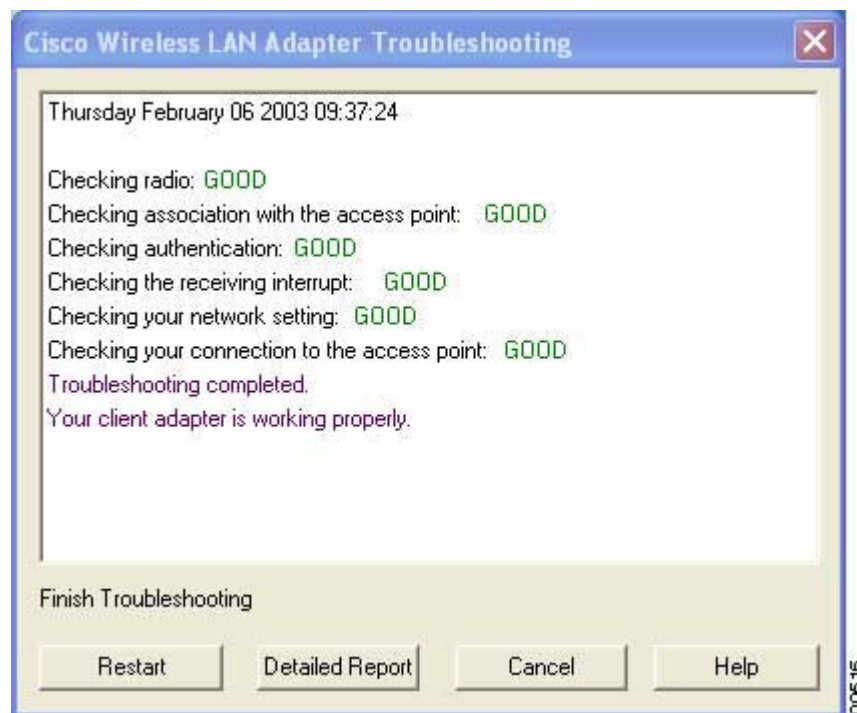 Cisco Wireless LAN Adapter Troubleshooting
Thursday February 06 2003 09:37:24
Checking radio: GOOD
Checking association with the access point: GOOD
Checking authentication: GOOD
Checking the receiving interrupt: GOOD
Checking your network setting: GOOD
Checking your connection to the access point: GOOD
Troubleshooting completed.
Your client adapter is working properly.
Finish Troubleshooting
Restart
Detailed Report
Cancel
Help